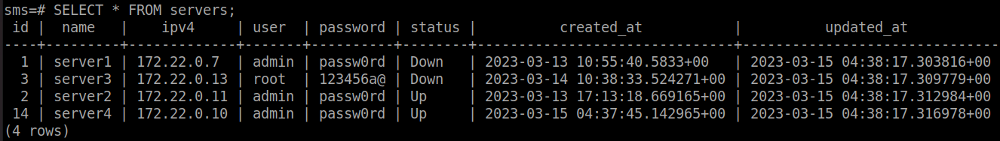 sms=# SELECT * FROM servers;
 id |  name   |    ipv4     | user  | password | status |          created_at           |          updated_at
----+---------+-------------+-------+----------+--------+-------------------------------+-------------------------------
  1 | server1 | 172.22.0.7  | admin | passw0rd | Down   | 2023-03-13 10:55:40.5833+00   | 2023-03-15 04:38:17.303816+00
  3 | server3 | 172.22.0.13 | root  | 123456a@ | Down   | 2023-03-14 10:38:33.524271+00 | 2023-03-15 04:38:17.309779+00
  2 | server2 | 172.22.0.11 | admin | passw0rd | Up     | 2023-03-13 17:13:18.669165+00 | 2023-03-15 04:38:17.312984+00
 14 | server4 | 172.22.0.10 | admin | passw0rd | Up     | 2023-03-15 04:37:45.142965+00 | 2023-03-15 04:38:17.316978+00
(4 rows)